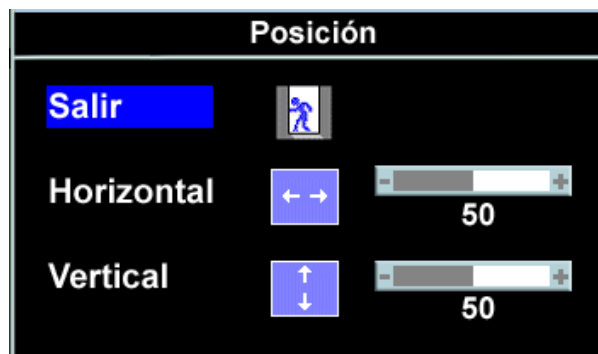 Posición
Salir
Horizontal
- +
50
Vertical
- +
50